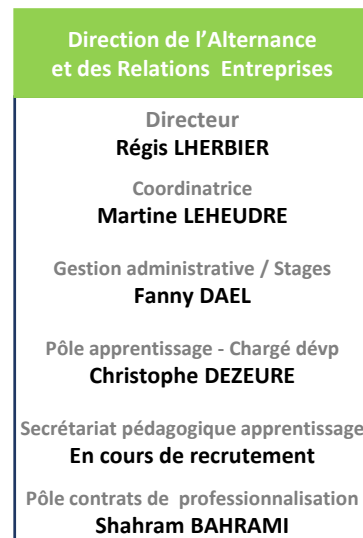 Direction de l’Alternance
et des Relations Entreprises
Directeur
Régis LHERBIER
Coordinatrice
Martine LEHEUDRE
Gestion administrative / Stages
Fanny DAEL
Pôle apprentissage - Chargé dévp
Christophe DEZEURE
Secrétariat pédagogique apprentissage
En cours de recrutement
Pôle contrats de professionnalisation
Shahram BAHRAMI